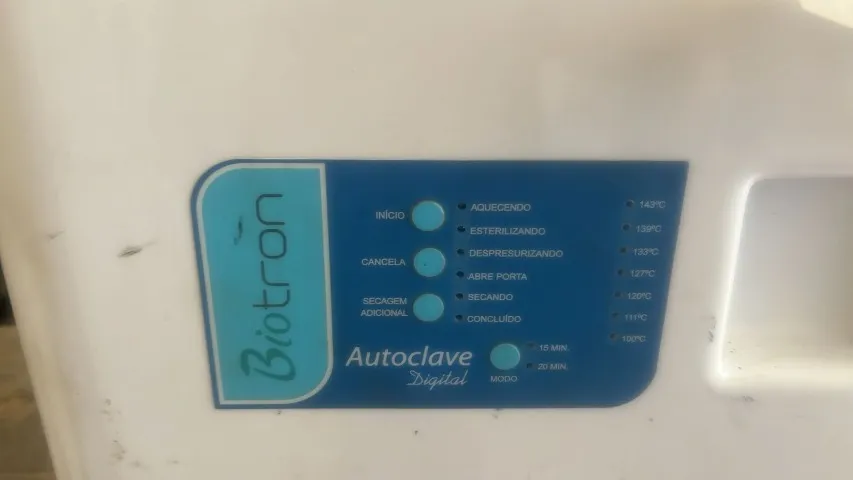 Biotron
INÍCIO
CANCELA
SECAGEM
ADICIONAL
AQUECENDO
ESTERILIZANDO
DESPRESURIZANDO
ABRE PORTA
SECANDO
CONCLUÍDO
143ºC
139ºC
133ºC
127ºC
120ºC
111ºC
100ºC
Autoclave
Digital
MODO
15 MIN.
20 MIN.